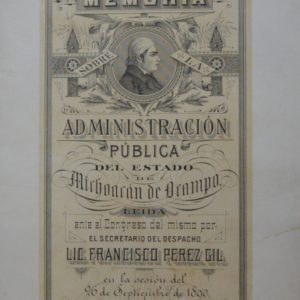 MEMORIA
SOBRE LA
ADMINISTRACIÓN
PÚBLICA
DEL ESTADO
DE
Michoacán de Ocampo,
LEIDA
ante el Congreso del mismo por
EL SECRETARIO DEL DESPACHO
LIC. FRANCISCO PEREZ GIL,
en la sesión del
26 de Septiembre de 1890.